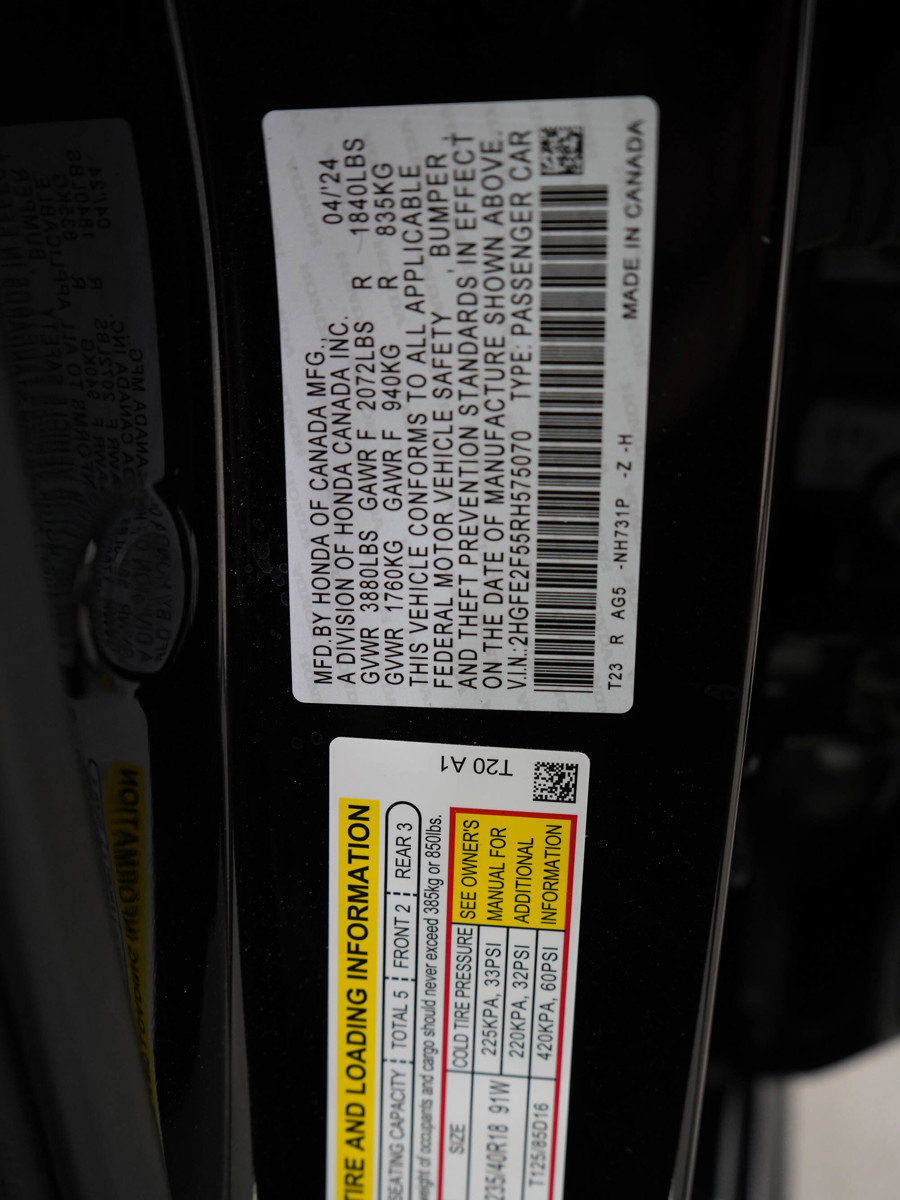 MFD.BY HONDA OF CANADA MFG., 04/'24
A DIVISION OF HONDA CANADA INC.
GVWR 3880LBS GAWR F 2072LBS R 1840LBS
GVWR 1760KG GAWR F 940KG R 835KG
THIS VEHICLE CONFORMS TO ALL APPLICABLE
FEDERAL MOTOR VEHICLE SAFETY, BUMPER,
AND THEFT PREVENTION STANDARDS IN EFFECT
ON THE DATE OF MANUFACTURE SHOWN ABOVE.
V.I.N.:2HGFE2F55RH575070 TYPE: PASSENGER CAR
MADE IN CANADA
T23 R AG5 -NH731P -Z -H
T20 A1
TIRE AND LOADING INFORMATION
SEATING CAPACITY TOTAL 5 FRONT 2 REAR 3
weight of occupants and cargo should never exceed 385kg or 850lbs.
SIZE COLD TIRE PRESSURE SEE OWNER'S
235/40R18 91W 225KPA, 33PSI MANUAL FOR
220KPA, 32PSI ADDITIONAL
T125/85D16 420KPA, 60PSI INFORMATION